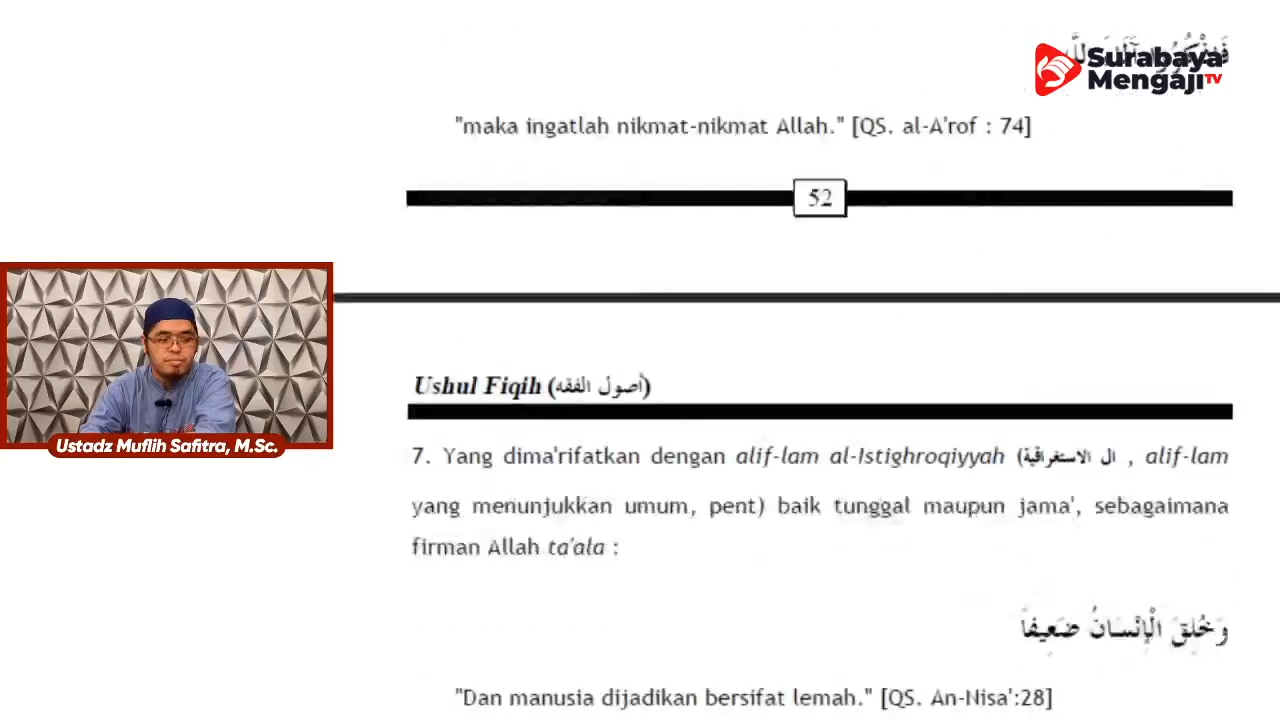 Surabaya
Mengaji TV
"maka ingatlah nikmat-nikmat Allah." [QS. al-A'rof : 74]
52
Ushul Fiqih (أصول الفقه)
7. Yang dima'rifatkan dengan alif-lam al-Istighroqiyyah (ال الاستغراقية , alif-lam
yang menunjukkan umum, pent) baik tunggal maupun jama', sebagaimana
firman Allah ta'ala :
وَخُلِقَ الْإِنْسَانُ ضَعِيفًا
"Dan manusia dijadikan bersifat lemah." [QS. An-Nisa':28]
Ustadz Muflih Safitra, M.Sc.